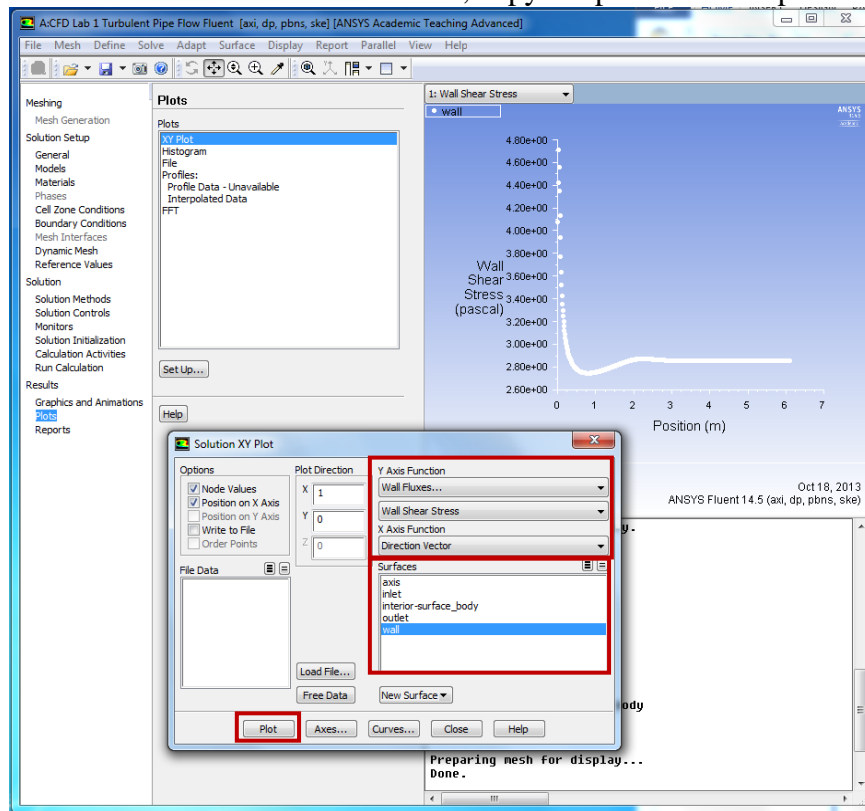 A:CFD Lab 1 Turbulent Pipe Flow Fluent [axi, dp, pbns, ske] [ANSYS Academic Teaching Advanced]
File Mesh Define Solve Adapt Surface Display Report Parallel View Help
Meshing
Mesh Generation
Solution Setup
General
Models
Materials
Phases
Cell Zone Conditions
Boundary Conditions
Mesh Interfaces
Dynamic Mesh
Reference Values
Solution
Solution Methods
Solution Controls
Monitors
Solution Initialization
Calculation Activities
Run Calculation
Results
Graphics and Animations
Plots
Reports
Plots
Plots
XY Plot
Histogram
File
Profiles:
Profile Data - Unavailable
Interpolated Data
FFT
Set Up...
Help
1: Wall Shear Stress
wall
ANSYS
4.80e+00
4.60e+00
4.40e+00
4.20e+00
4.00e+00
3.80e+00
3.60e+00
3.40e+00
3.20e+00
3.00e+00
2.80e+00
2.60e+00
Wall
Shear
Stress
(pascal)
0 1 2 3 4 5 6 7
Position (m)
Oct 18, 2013
ANSYS Fluent 14.5 (axi, dp, pbns, ske)
Solution XY Plot
Options
Node Values
Position on X Axis
Position on Y Axis
Write to File
Order Points
Plot Direction
X 1
Y 0
Z 0
Y Axis Function
Wall Fluxes...
Wall Shear Stress
X Axis Function
Direction Vector
File Data
Surfaces
axis
inlet
interior-surface_body
outlet
wall
Load File...
Free Data
New Surface
Plot Axes... Curves... Close Help
y.
ody
Preparing mesh for display...
Done.